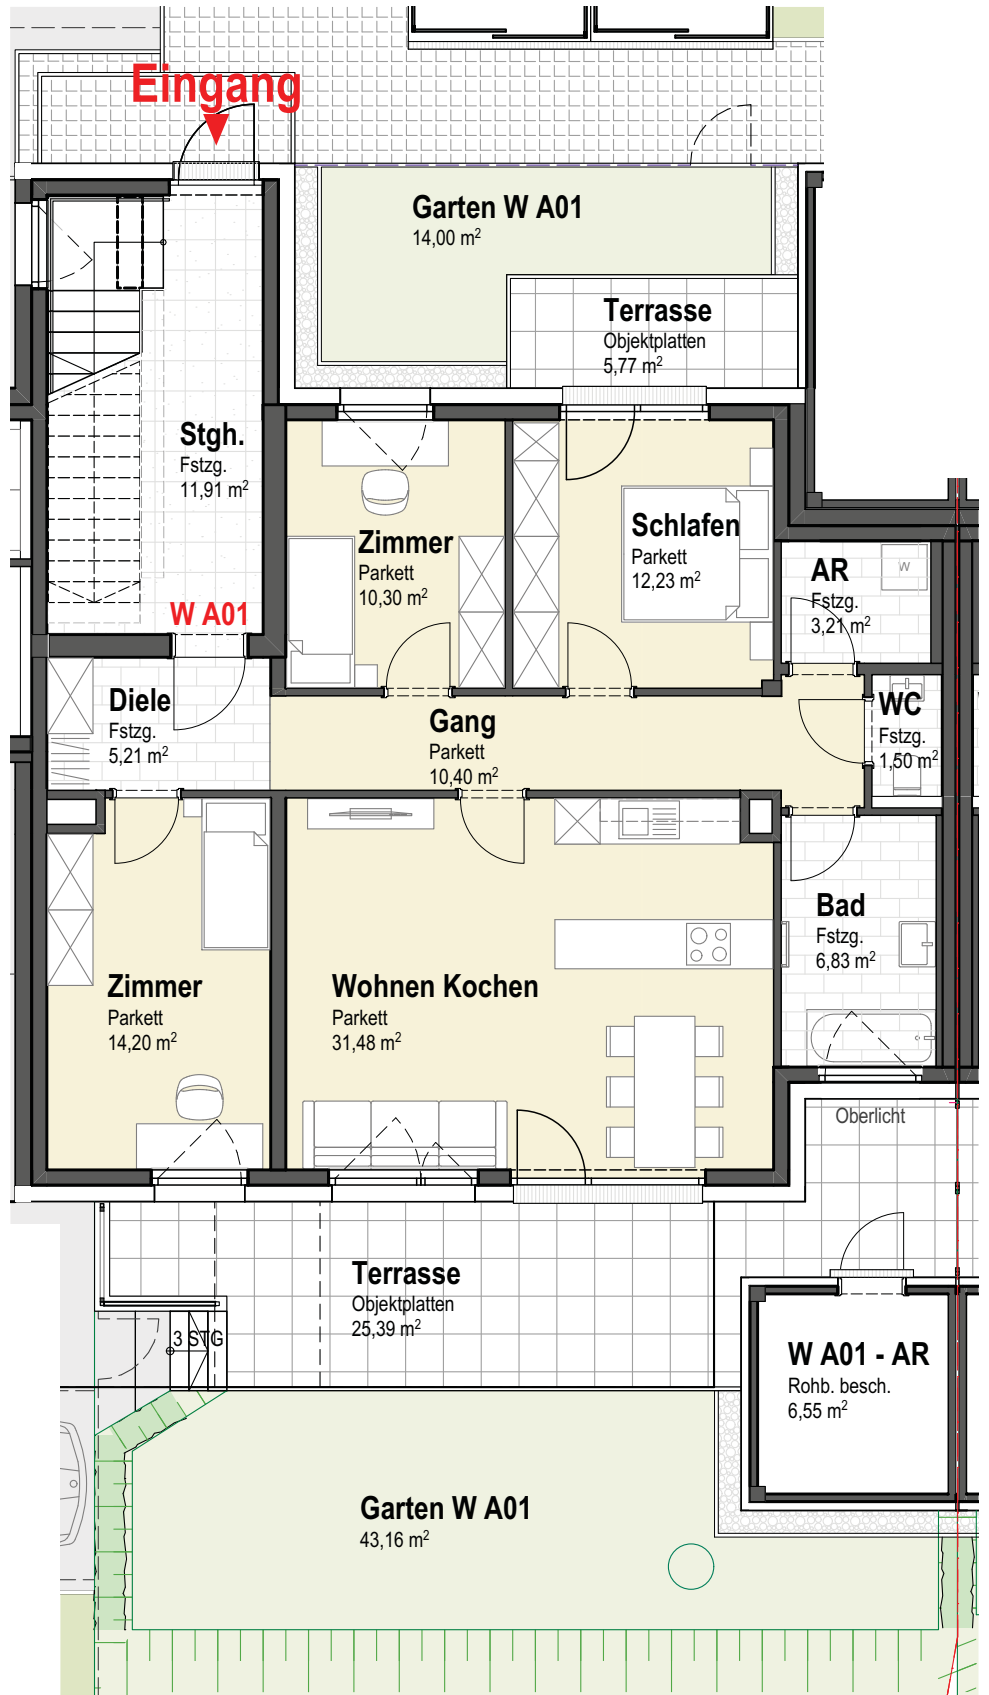 Eingang
Garten W A01
14,00 m²
Terrasse
Objektplatten
5,77 m²
Stgh.
Fstzg.
11,91 m²
Zimmer
Parkett
10,30 m²
Schlafen
Parkett
12,23 m²
AR
Fstzg.
3,21 m²
W
W A01
Diele
Fstzg.
5,21 m²
Gang
Parkett
10,40 m²
WC
Fstzg.
1,50 m²
Zimmer
Parkett
14,20 m²
Wohnen Kochen
Parkett
31,48 m²
Bad
Fstzg.
6,83 m²
Oberlicht
Terrasse
Objektplatten
25,39 m²
3 STG
W A01 - AR
Rohb. besch.
6,55 m²
Garten W A01
43,16 m²